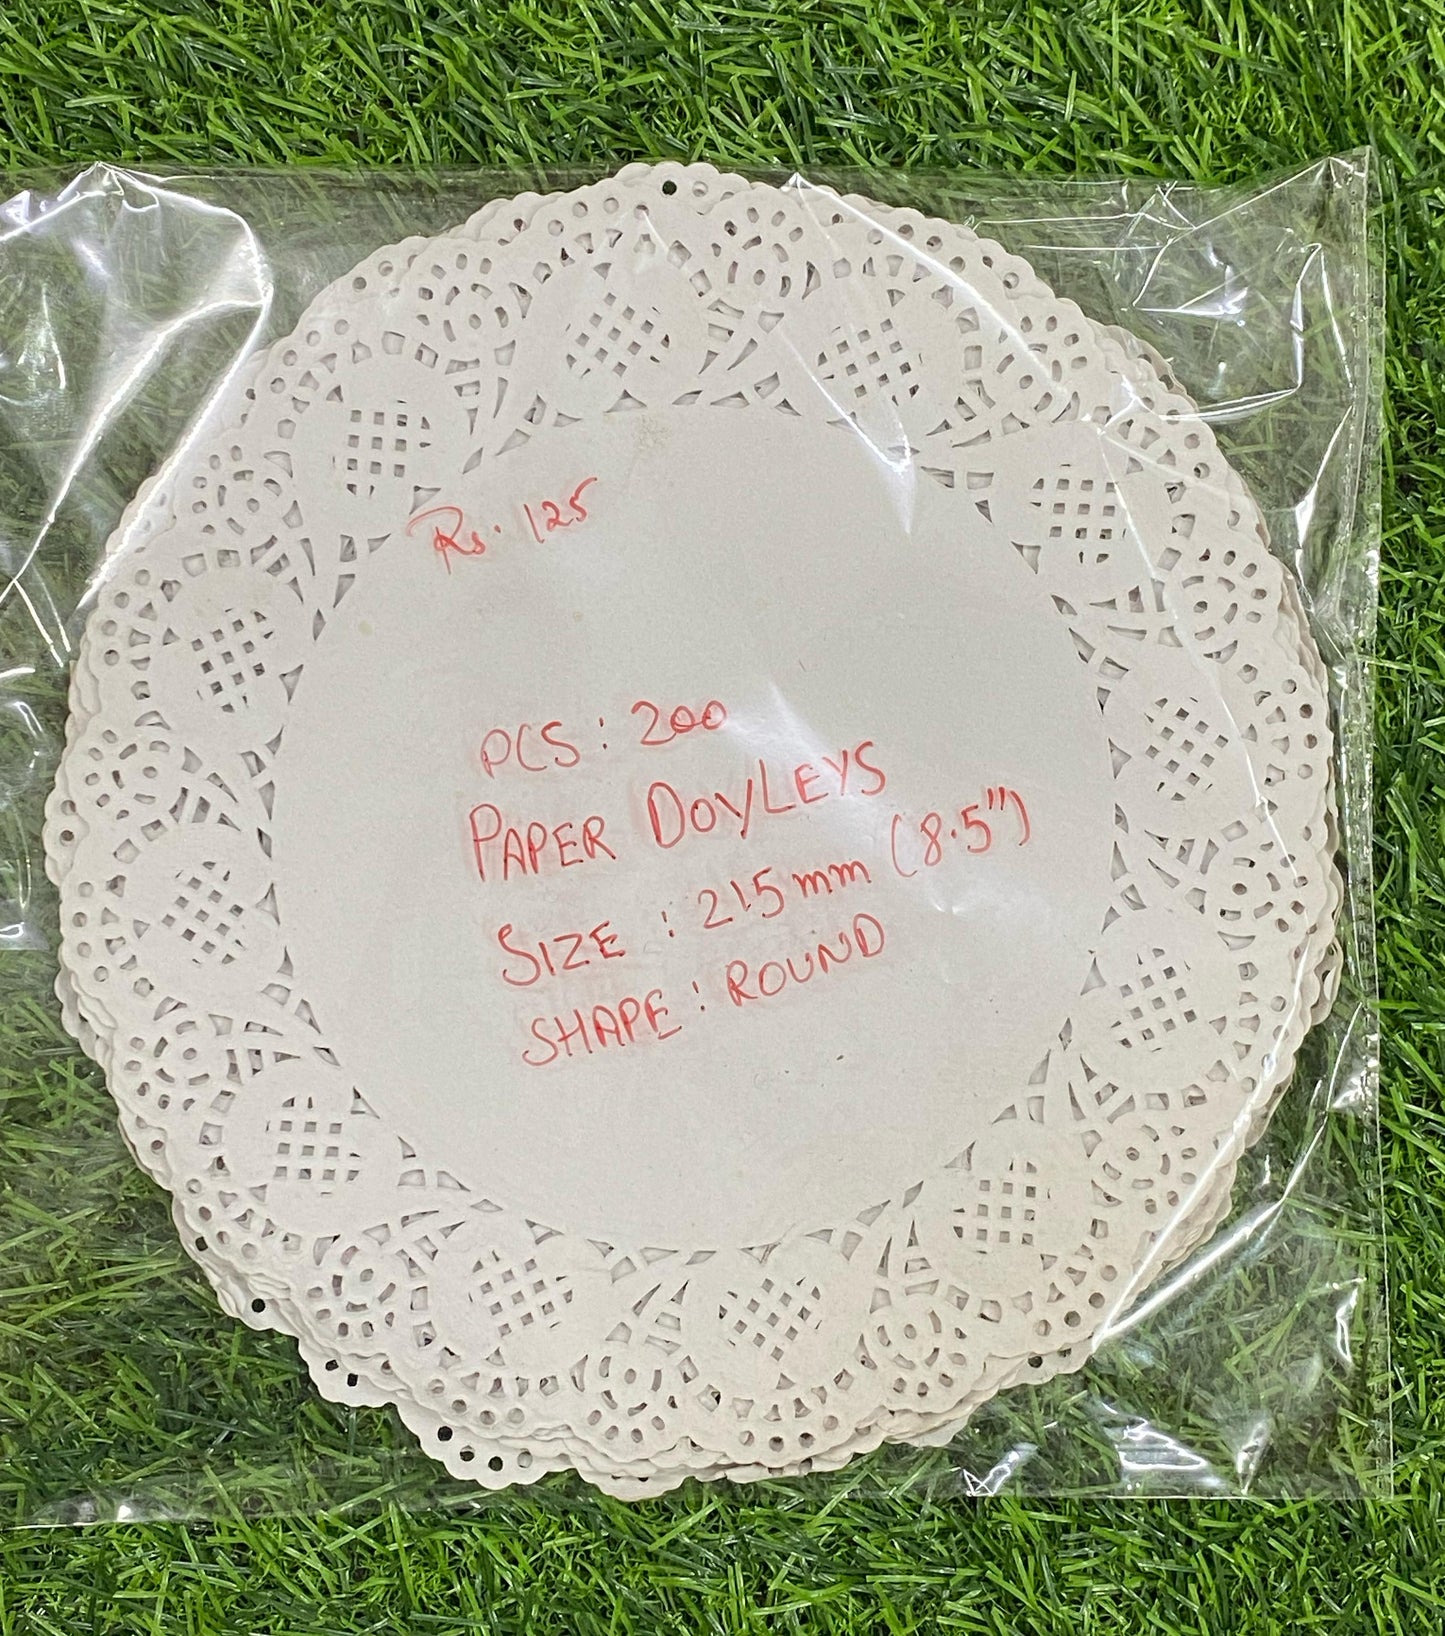 Rs. 125
PCS : 200
PAPER DOYLEYS
SIZE : 215 mm (8.5")
SHAPE : ROUND